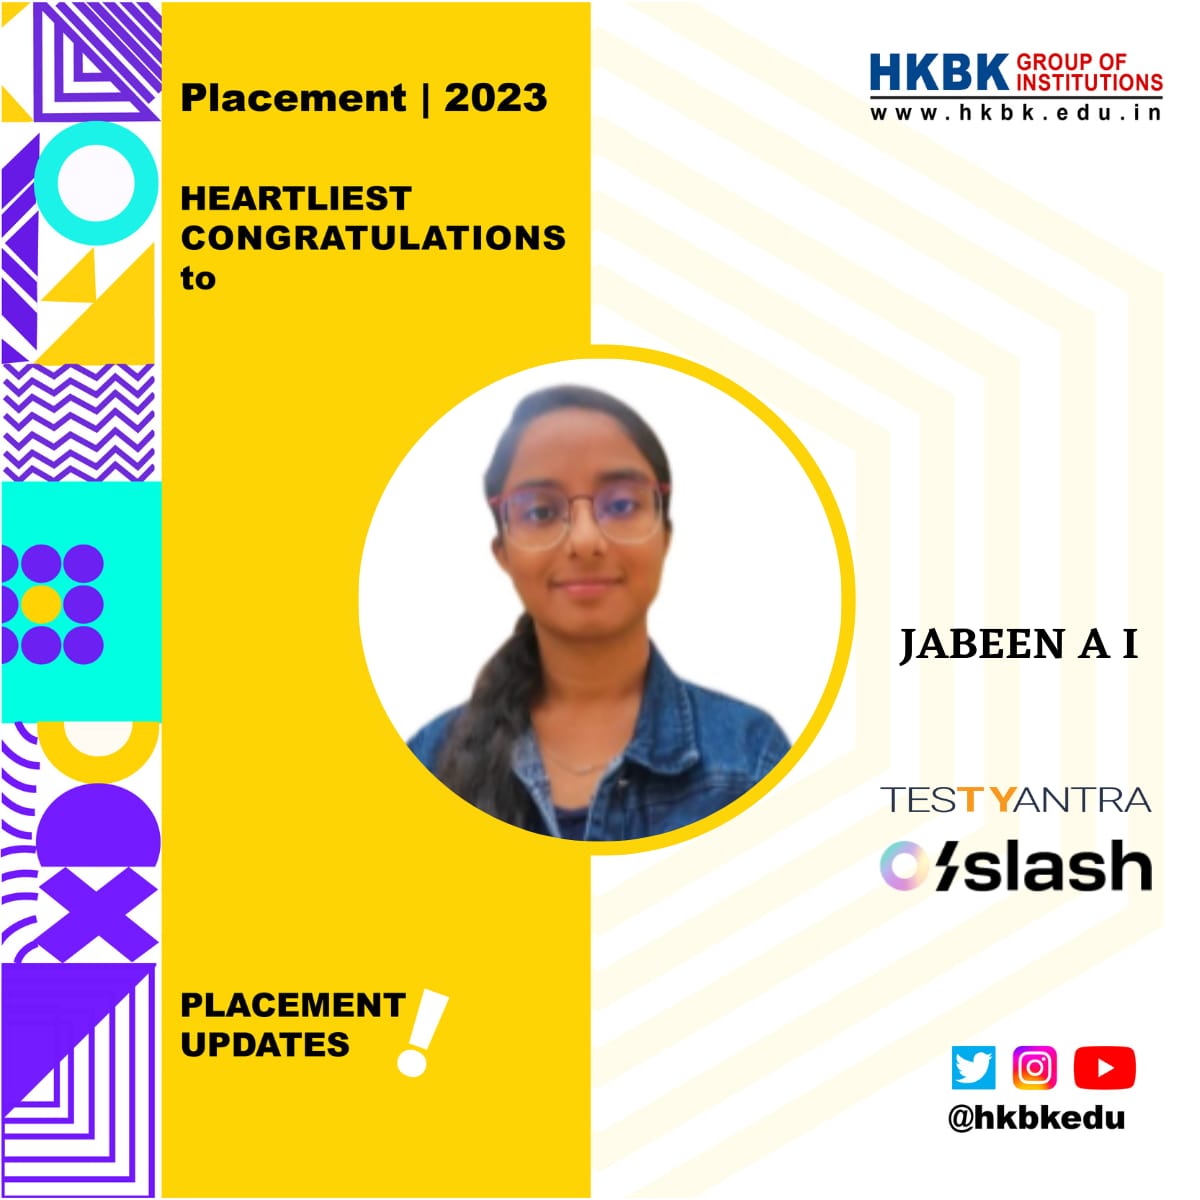 Placement | 2023
HKBK GROUP OF INSTITUTIONS
www.hkbk.edu.in
HEARTLIEST
CONGRATULATIONS
to
JABEEN A I
TESTYANTRA
slash
PLACEMENT
UPDATES !
@hkbkedu